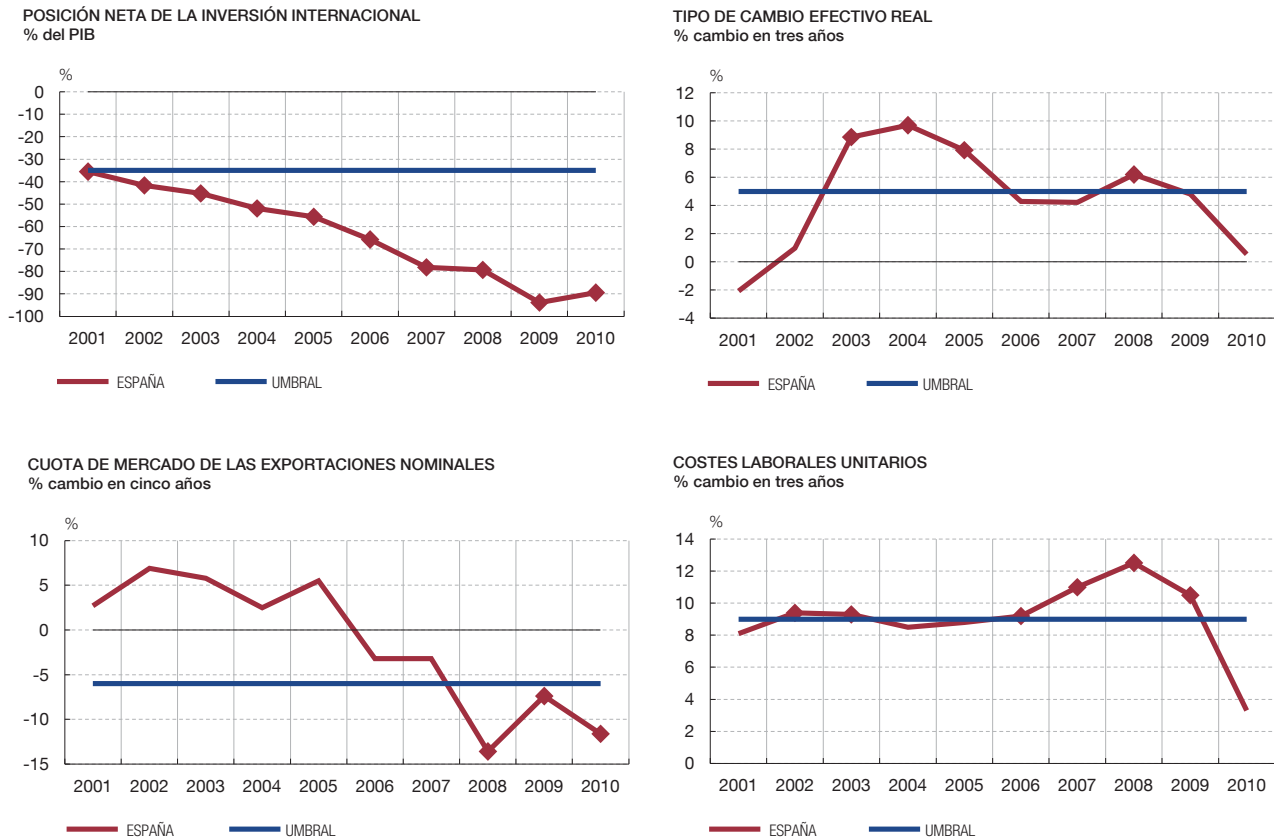 POSICIÓN NETA DE LA INVERSIÓN INTERNACIONAL
% del PIB
%
0
-10
-20
-30
-40
-50
-60
-70
-80
-90
-100
2001 2002 2003 2004 2005 2006 2007 2008 2009 2010
ESPAÑA UMBRAL
TIPO DE CAMBIO EFECTIVO REAL
% cambio en tres años
%
12
10
8
6
4
2
0
-2
-4
2001 2002 2003 2004 2005 2006 2007 2008 2009 2010
ESPAÑA UMBRAL
CUOTA DE MERCADO DE LAS EXPORTACIONES NOMINALES
% cambio en cinco años
%
10
5
0
-5
-10
-15
2001 2002 2003 2004 2005 2006 2007 2008 2009 2010
ESPAÑA UMBRAL
COSTES LABORALES UNITARIOS
% cambio en tres años
%
14
12
10
8
6
4
2
0
2001 2002 2003 2004 2005 2006 2007 2008 2009 2010
ESPAÑA UMBRAL